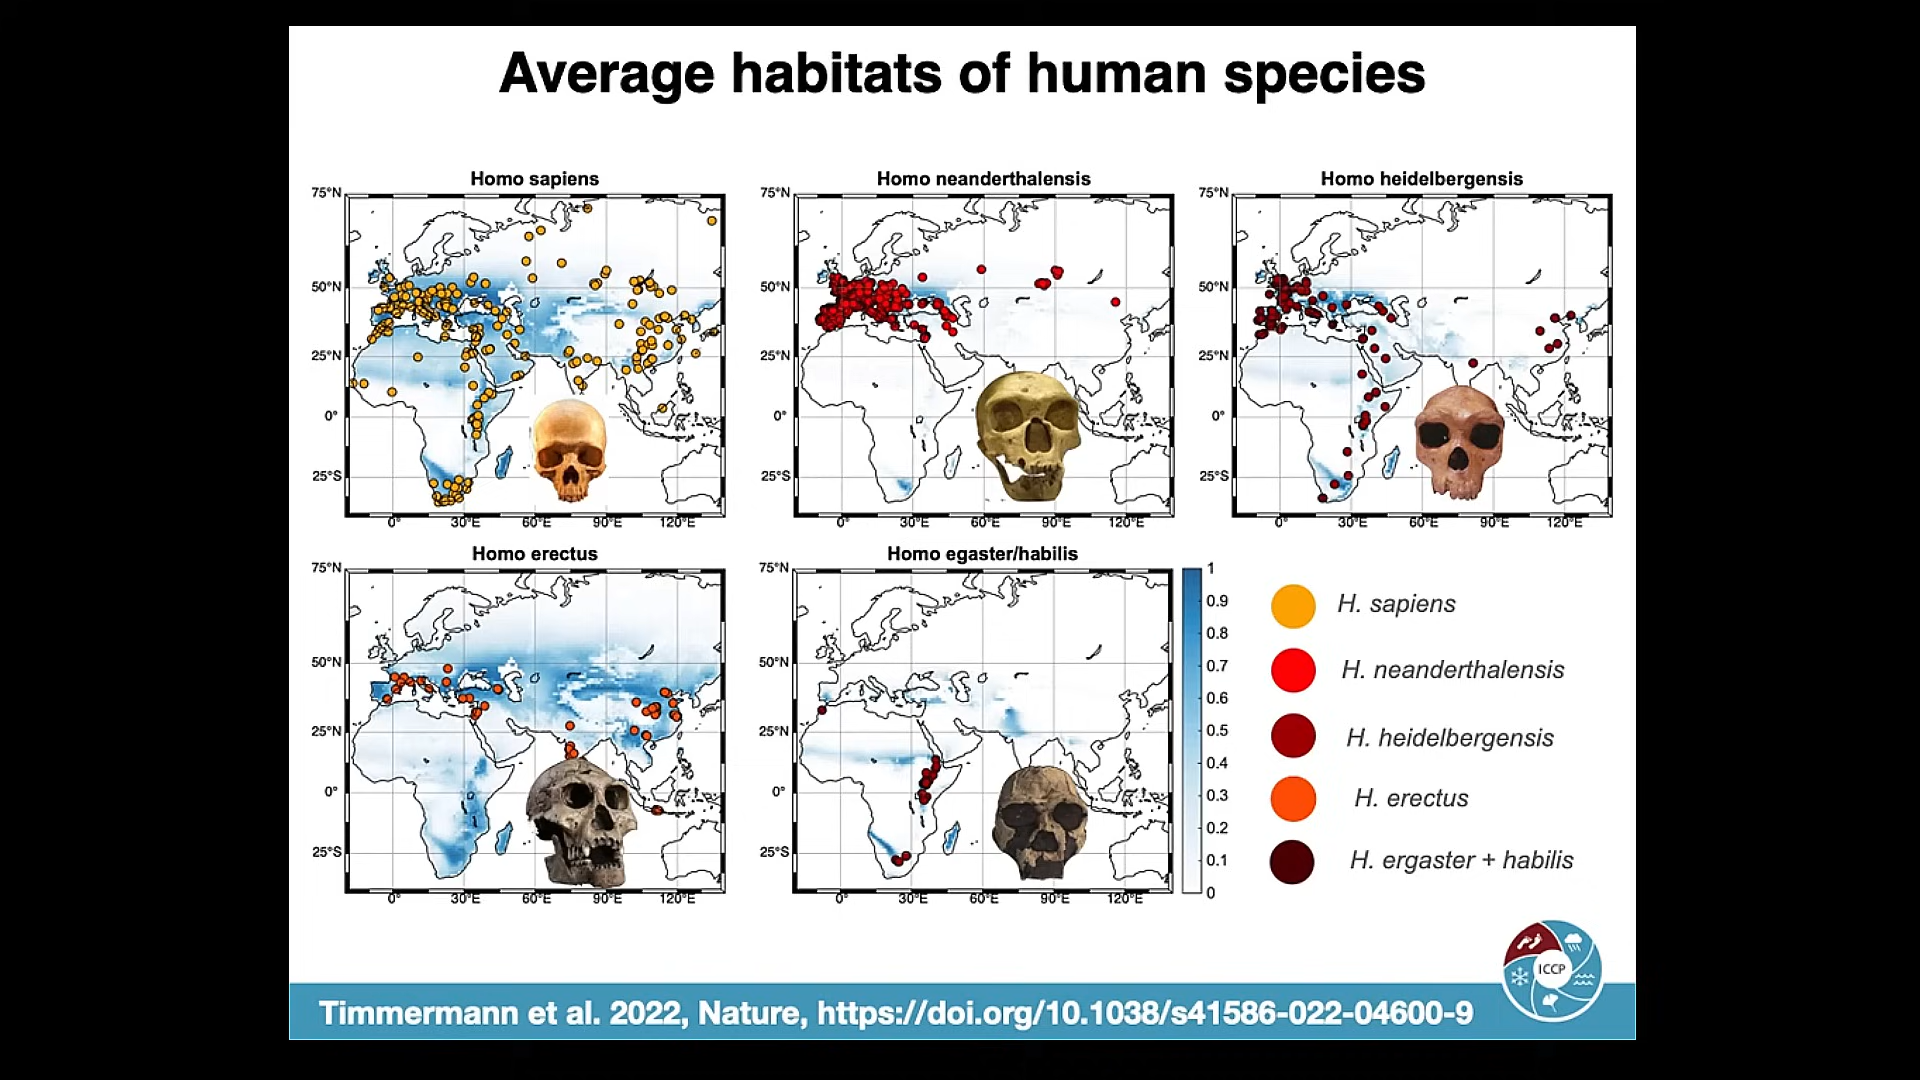 Average habitats of human species
Homo sapiens
75°N
50°N
25°N
0°
25°S
0° 30°E 60°E 90°E 120°E
Homo neanderthalensis
75°N
50°N
25°N
0°
25°S
0° 30°E 60°E 90°E 120°E
Homo heidelbergensis
75°N
50°N
25°N
0°
25°S
0° 30°E 60°E 90°E 120°E
Homo erectus
75°N
50°N
25°N
0°
25°S
0° 30°E 60°E 90°E 120°E
Homo egaster/habilis
75°N
50°N
25°N
0°
25°S
0° 30°E 60°E 90°E 120°E
1
0.9
0.8
0.7
0.6
0.5
0.4
0.3
0.2
0.1
0
H. sapiens
H. neanderthalensis
H. heidelbergensis
H. erectus
H. ergaster + habilis
ICCP
Timmermann et al. 2022, Nature, https://doi.org/10.1038/s41586-022-04600-9